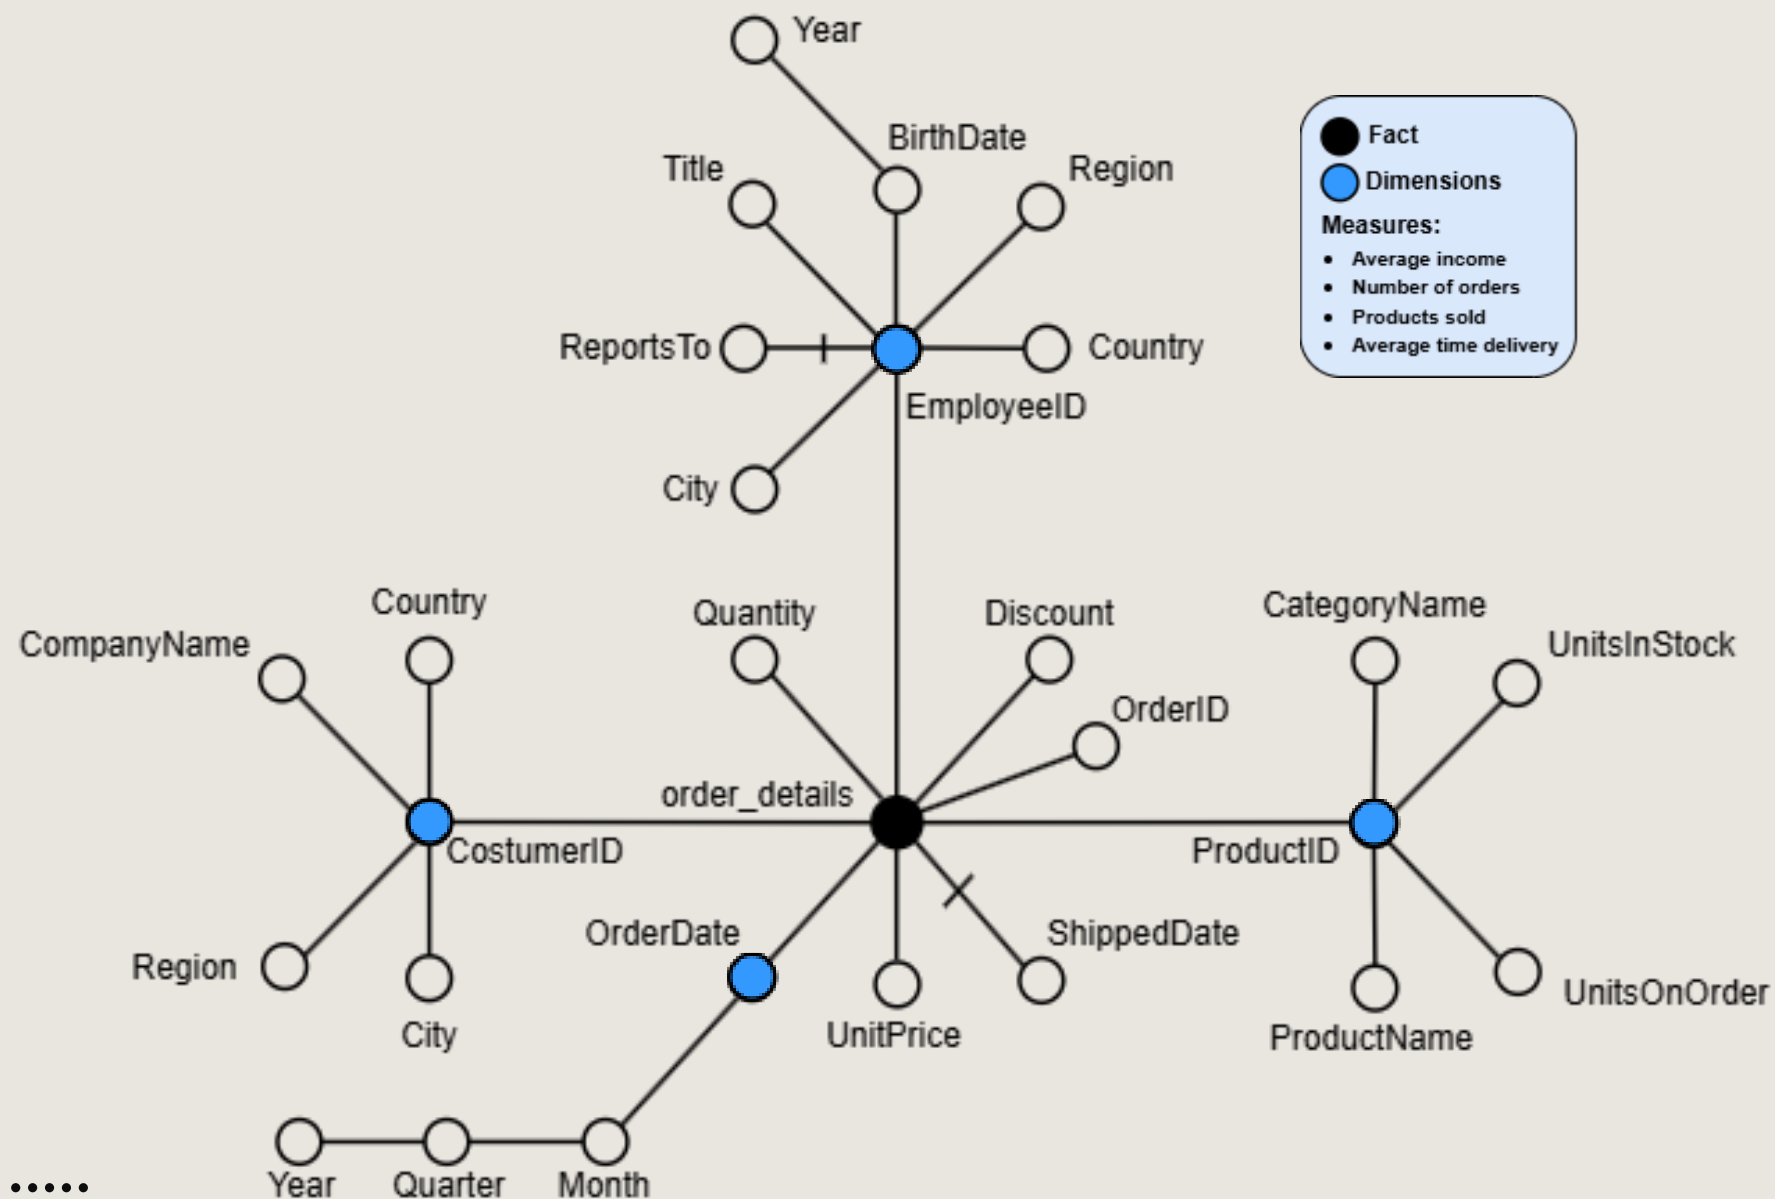 Year
BirthDate
Title
Region
ReportsTo
Country
EmployeeID
City
Fact
Dimensions
Measures:
• Average income
• Number of orders
• Products sold
• Average time delivery
Country
CompanyName
Quantity
Discount
CategoryName
UnitsInStock
OrderID
order_details
CostumerID
ProductID
OrderDate
ShippedDate
Region
City
UnitPrice
ProductName
UnitsOnOrder
Year
Quarter
Month